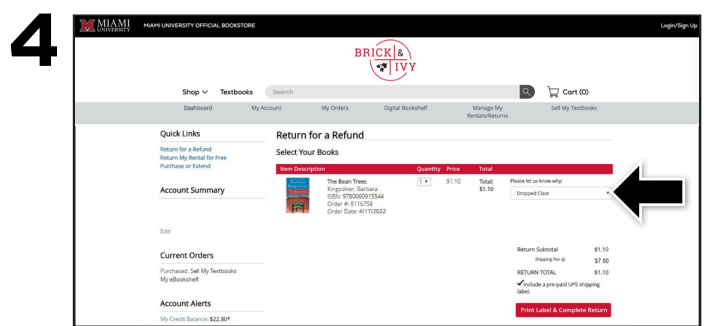 4
MIAMI UNIVERSITY
MIAMI UNIVERSITY OFFICIAL BOOKSTORE
Login/Sign Up
BRICK &
IVY
Shop
Textbooks
Search
Cart (0)
Dashboard
My Account
My Orders
Digital Bookshelf
Manage My
Rentals/Returns
Sell My Textbooks
Quick Links
Return for a Refund
Return My Rental for Free
Purchase or Extend
Account Summary
Edit
Current Orders
Purchased: Sell My Textbooks
My eBookshelf
Account Alerts
My Credit Balance: $22.80*
Return for a Refund
Select Your Books
Item Description Quantity Price Total
The Bean Trees 1 $1.10 Total:
Kingsolver, Barbara $1.10
ISBN: 9780060915544
Order #: 8116758
Order Date: 4/17/2022
Please let us know why:
Dropped Class
Return Subtotal $1.10
Shipping Fee $7.00
RETURN TOTAL $1.10
Include a pre-paid UPS shipping
label.
Print Label & Complete Return